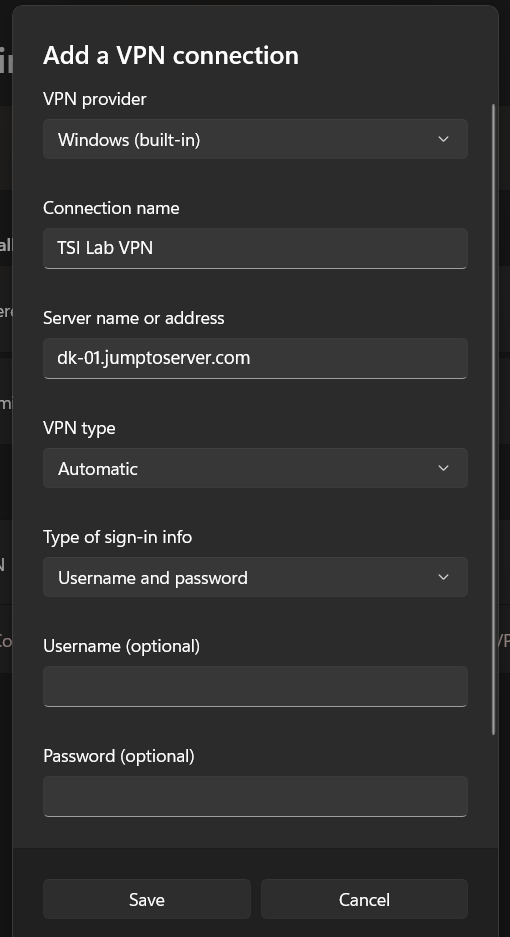 Add a VPN connection
VPN provider
Windows (built-in)
Connection name
TSI Lab VPN
Server name or address
dk-01.jumptoserver.com
VPN type
Automatic
Type of sign-in info
Username and password
Username (optional)
Password (optional)
Save
Cancel